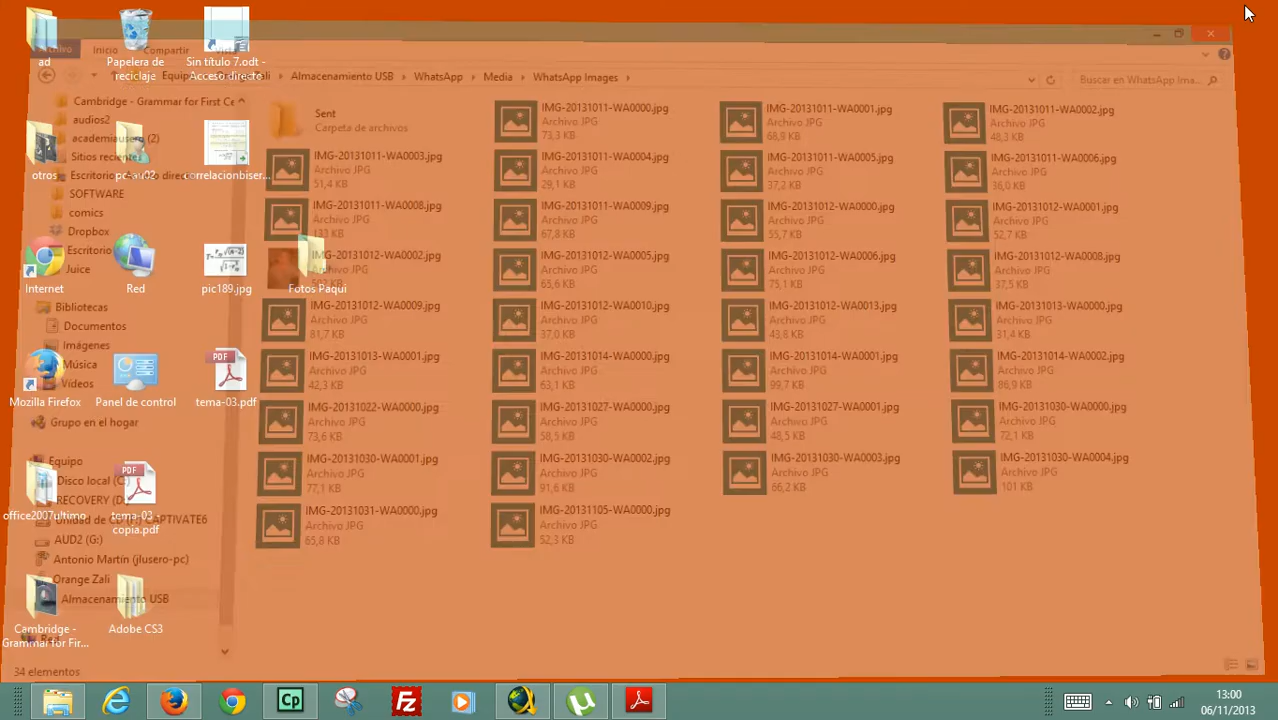 Archivo
Inicio
Compartir
Vista
Almacenamiento USB
WhatsApp
Media
WhatsApp Images
Buscar en WhatsApp Ima...
ad
Papelera de
reciclaje
Sin título 7.odt -
Acceso directo
Cambridge - Grammar for First Ce
audios2
academiausero (2)
Sitios recientes
Escritorio
SOFTWARE
comics
Dropbox
Escritorio
Juice
Bibliotecas
Documentos
Imágenes
Música
Vídeos
Grupo en el hogar
Equipo
Disco local (C:)
RECOVERY (D:)
Unidad de CD (F:) CAPTIVATE6
AUD2 (G:)
Antonio Martín (jlusero-pc)
Orange Zali
Almacenamiento USB
Red
otros
correlacionbiser...
Internet
Red
pic189.jpg
Fotos Paqui
Mozilla Firefox
Panel de control
tema-03.pdf
office2007ultimo
tema-03 -
copia.pdf
Cambridge -
Grammar for Fir...
Adobe CS3
PDF
PDF
Sent
Carpeta de archivos
IMG-20131011-WA0000.jpg
Archivo JPG
73,3 KB
IMG-20131011-WA0001.jpg
Archivo JPG
68,8 KB
IMG-20131011-WA0002.jpg
Archivo JPG
48,3 KB
IMG-20131011-WA0003.jpg
Archivo JPG
51,4 KB
IMG-20131011-WA0004.jpg
Archivo JPG
29,1 KB
IMG-20131011-WA0005.jpg
Archivo JPG
37,2 KB
IMG-20131011-WA0006.jpg
Archivo JPG
36,0 KB
IMG-20131011-WA0008.jpg
Archivo JPG
133 KB
IMG-20131011-WA0009.jpg
Archivo JPG
67,8 KB
IMG-20131012-WA0000.jpg
Archivo JPG
55,7 KB
IMG-20131012-WA0001.jpg
Archivo JPG
52,7 KB
IMG-20131012-WA0002.jpg
Archivo JPG
IMG-20131012-WA0005.jpg
Archivo JPG
65,6 KB
IMG-20131012-WA0006.jpg
Archivo JPG
75,1 KB
IMG-20131012-WA0008.jpg
Archivo JPG
37,5 KB
IMG-20131012-WA0009.jpg
Archivo JPG
81,7 KB
IMG-20131012-WA0010.jpg
Archivo JPG
37,0 KB
IMG-20131012-WA0013.jpg
Archivo JPG
43,8 KB
IMG-20131013-WA0000.jpg
Archivo JPG
31,4 KB
IMG-20131013-WA0001.jpg
Archivo JPG
42,3 KB
IMG-20131014-WA0000.jpg
Archivo JPG
63,1 KB
IMG-20131014-WA0001.jpg
Archivo JPG
99,7 KB
IMG-20131014-WA0002.jpg
Archivo JPG
86,9 KB
IMG-20131022-WA0000.jpg
Archivo JPG
73,6 KB
IMG-20131027-WA0000.jpg
Archivo JPG
58,5 KB
IMG-20131027-WA0001.jpg
Archivo JPG
48,5 KB
IMG-20131030-WA0000.jpg
Archivo JPG
72,1 KB
IMG-20131030-WA0001.jpg
Archivo JPG
77,1 KB
IMG-20131030-WA0002.jpg
Archivo JPG
91,6 KB
IMG-20131030-WA0003.jpg
Archivo JPG
66,2 KB
IMG-20131030-WA0004.jpg
Archivo JPG
101 KB
IMG-20131031-WA0000.jpg
Archivo JPG
65,8 KB
IMG-20131105-WA0000.jpg
Archivo JPG
52,3 KB
34 elementos
Cp
Fz
13:00
06/11/2013